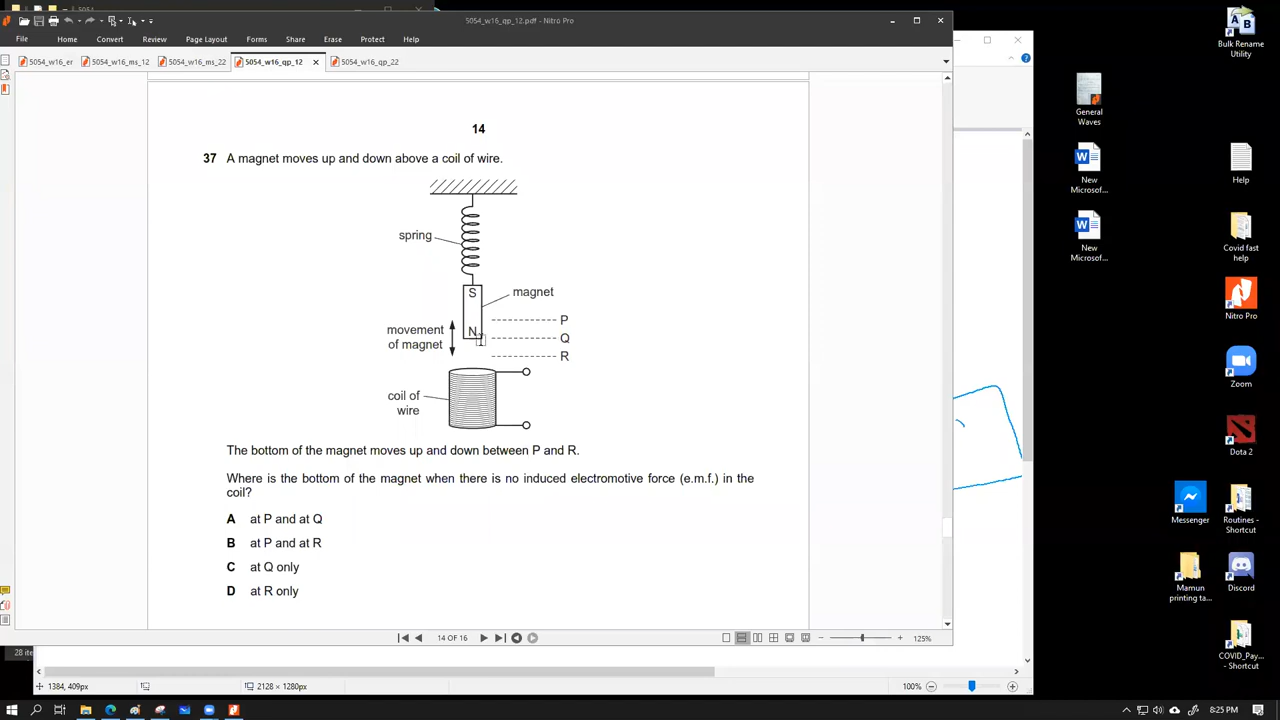 5054_w16_qp_12.pdf - Nitro Pro
File Home Convert Review Page Layout Forms Share Erase Protect Help
5054_w16_er 5054_w16_ms_12 5054_w16_ms_22 5054_w16_qp_12 5054_w16_qp_22
14
37 A magnet moves up and down above a coil of wire.
spring
S
magnet
P
N
movement
of magnet
Q
R
coil of
wire
The bottom of the magnet moves up and down between P and R.
Where is the bottom of the magnet when there is no induced electromotive force (e.m.f.) in the
coil?
A at P and at Q
B at P and at R
C at Q only
D at R only
14 OF 16
125%
28 ite
1384, 409px
2128 × 1280px
100%
General
Waves
New
Microsof...
New
Microsof...
Bulk Rename
Utility
Help
Covid fast
help
Nitro Pro
Zoom
Dota 2
Messenger
Routines -
Shortcut
Mamun
printing ta...
Discord
COVID_Pay...
- Shortcut
8:25 PM